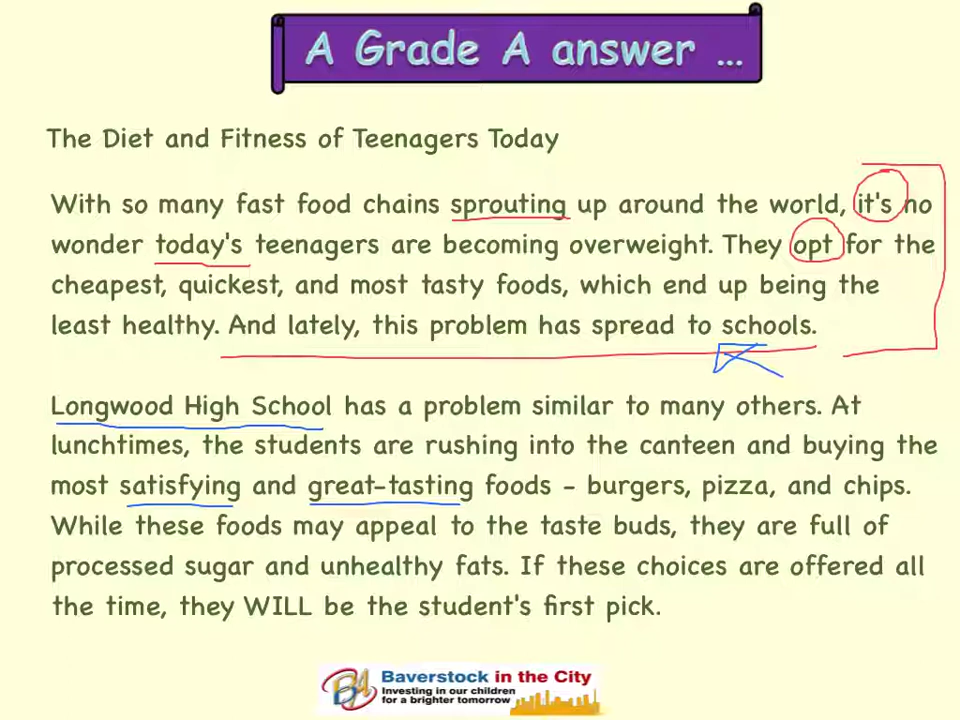 A Grade A answer ...
The Diet and Fitness of Teenagers Today
With so many fast food chains sprouting up around the world, it's no
wonder today's teenagers are becoming overweight. They opt for the
cheapest, quickest, and most tasty foods, which end up being the
least healthy. And lately, this problem has spread to schools.
Longwood High School has a problem similar to many others. At
lunchtimes, the students are rushing into the canteen and buying the
most satisfying and great-tasting foods - burgers, pizza, and chips.
While these foods may appeal to the taste buds, they are full of
processed sugar and unhealthy fats. If these choices are offered all
the time, they WILL be the student's first pick.
Baverstock in the City
Investing in our children
for a brighter tomorrow